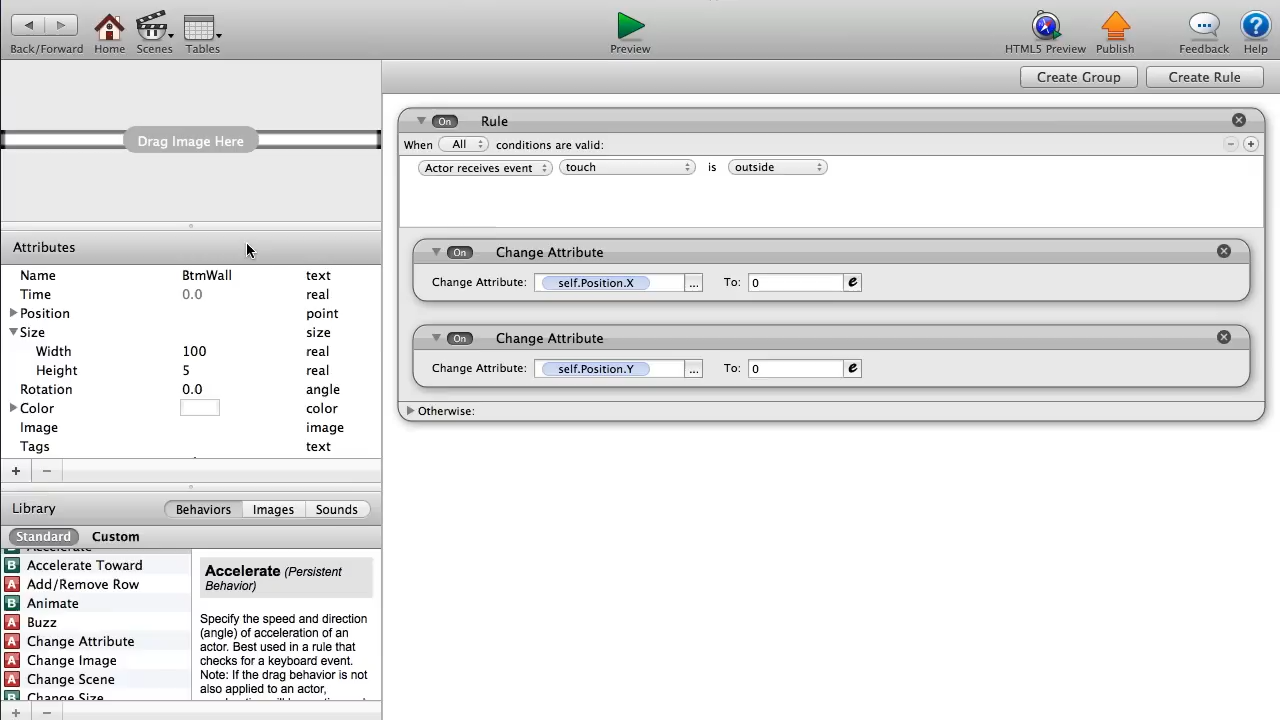 Back/Forward Home Scenes Tables Preview HTML5 Preview Publish Feedback Help
Create Group Create Rule
Drag Image Here
Attributes
Name BtmWall text
Time 0.0 real
Position point
Size size
Width 100 real
Height 5 real
Rotation 0.0 angle
Color color
Image image
Tags text
+ −
Library Behaviors Images Sounds
Standard Custom
Accelerate
B Accelerate Toward
A Add/Remove Row
B Animate
A Buzz
A Change Attribute
A Change Image
A Change Scene
B Change Size
+ −
Accelerate (Persistent
Behavior)
Specify the speed and direction
(angle) of acceleration of an
actor. Best used in a rule that
checks for a keyboard event.
Note: If the drag behavior is not
also applied to an actor,
On Rule
When All conditions are valid:
Actor receives event touch is outside
On Change Attribute
Change Attribute: self.Position.X ... To: 0 e
On Change Attribute
Change Attribute: self.Position.Y ... To: 0 e
Otherwise: